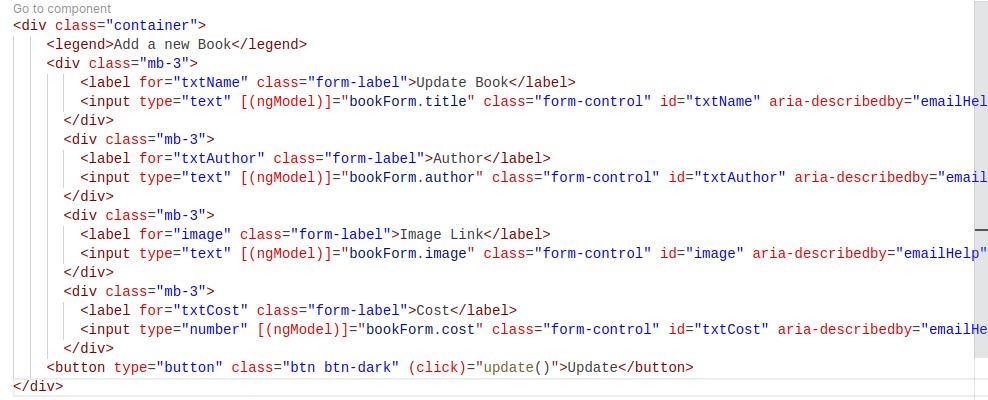 Go to component
<div class="container">
    <legend>Add a new Book</legend>
    <div class="mb-3">
        <label for="txtName" class="form-label">Update Book</label>
        <input type="text" [(ngModel)]="bookForm.title" class="form-control" id="txtName" aria-describedby="emailHel
      </div>
      <div class="mb-3">
        <label for="txtAuthor" class="form-label">Author</label>
        <input type="text" [(ngModel)]="bookForm.author" class="form-control" id="txtAuthor" aria-describedby="email
      </div>
      <div class="mb-3">
        <label for="image" class="form-label">Image Link</label>
        <input type="text" [(ngModel)]="bookForm.image" class="form-control" id="image" aria-describedby="emailHelp"
      </div>
      <div class="mb-3">
        <label for="txtCost" class="form-label">Cost</label>
        <input type="number" [(ngModel)]="bookForm.cost" class="form-control" id="txtCost" aria-describedby="emailHe
      </div>
    <button type="button" class="btn btn-dark" (click)="update()">Update</button>
</div>